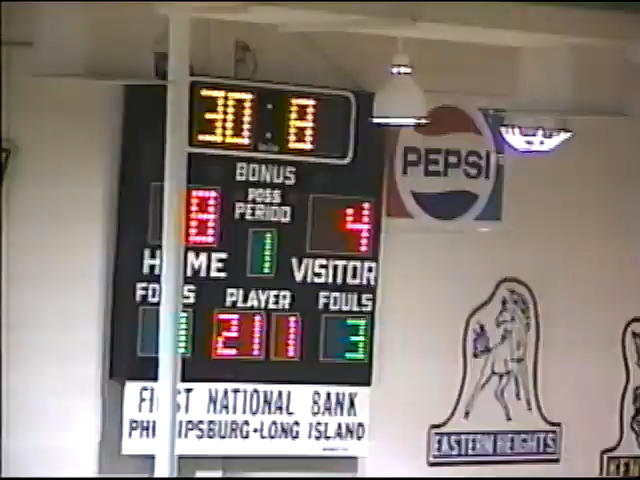 30:8
BONUS
POSS
PERIOD
8
4
1
HOME
VISITOR
FOULS
PLAYER
FOULS
21 1
3
FIRST NATIONAL BANK
PHILLIPSBURG-LONG ISLAND
PEPSI
EASTERN HEIGHTS